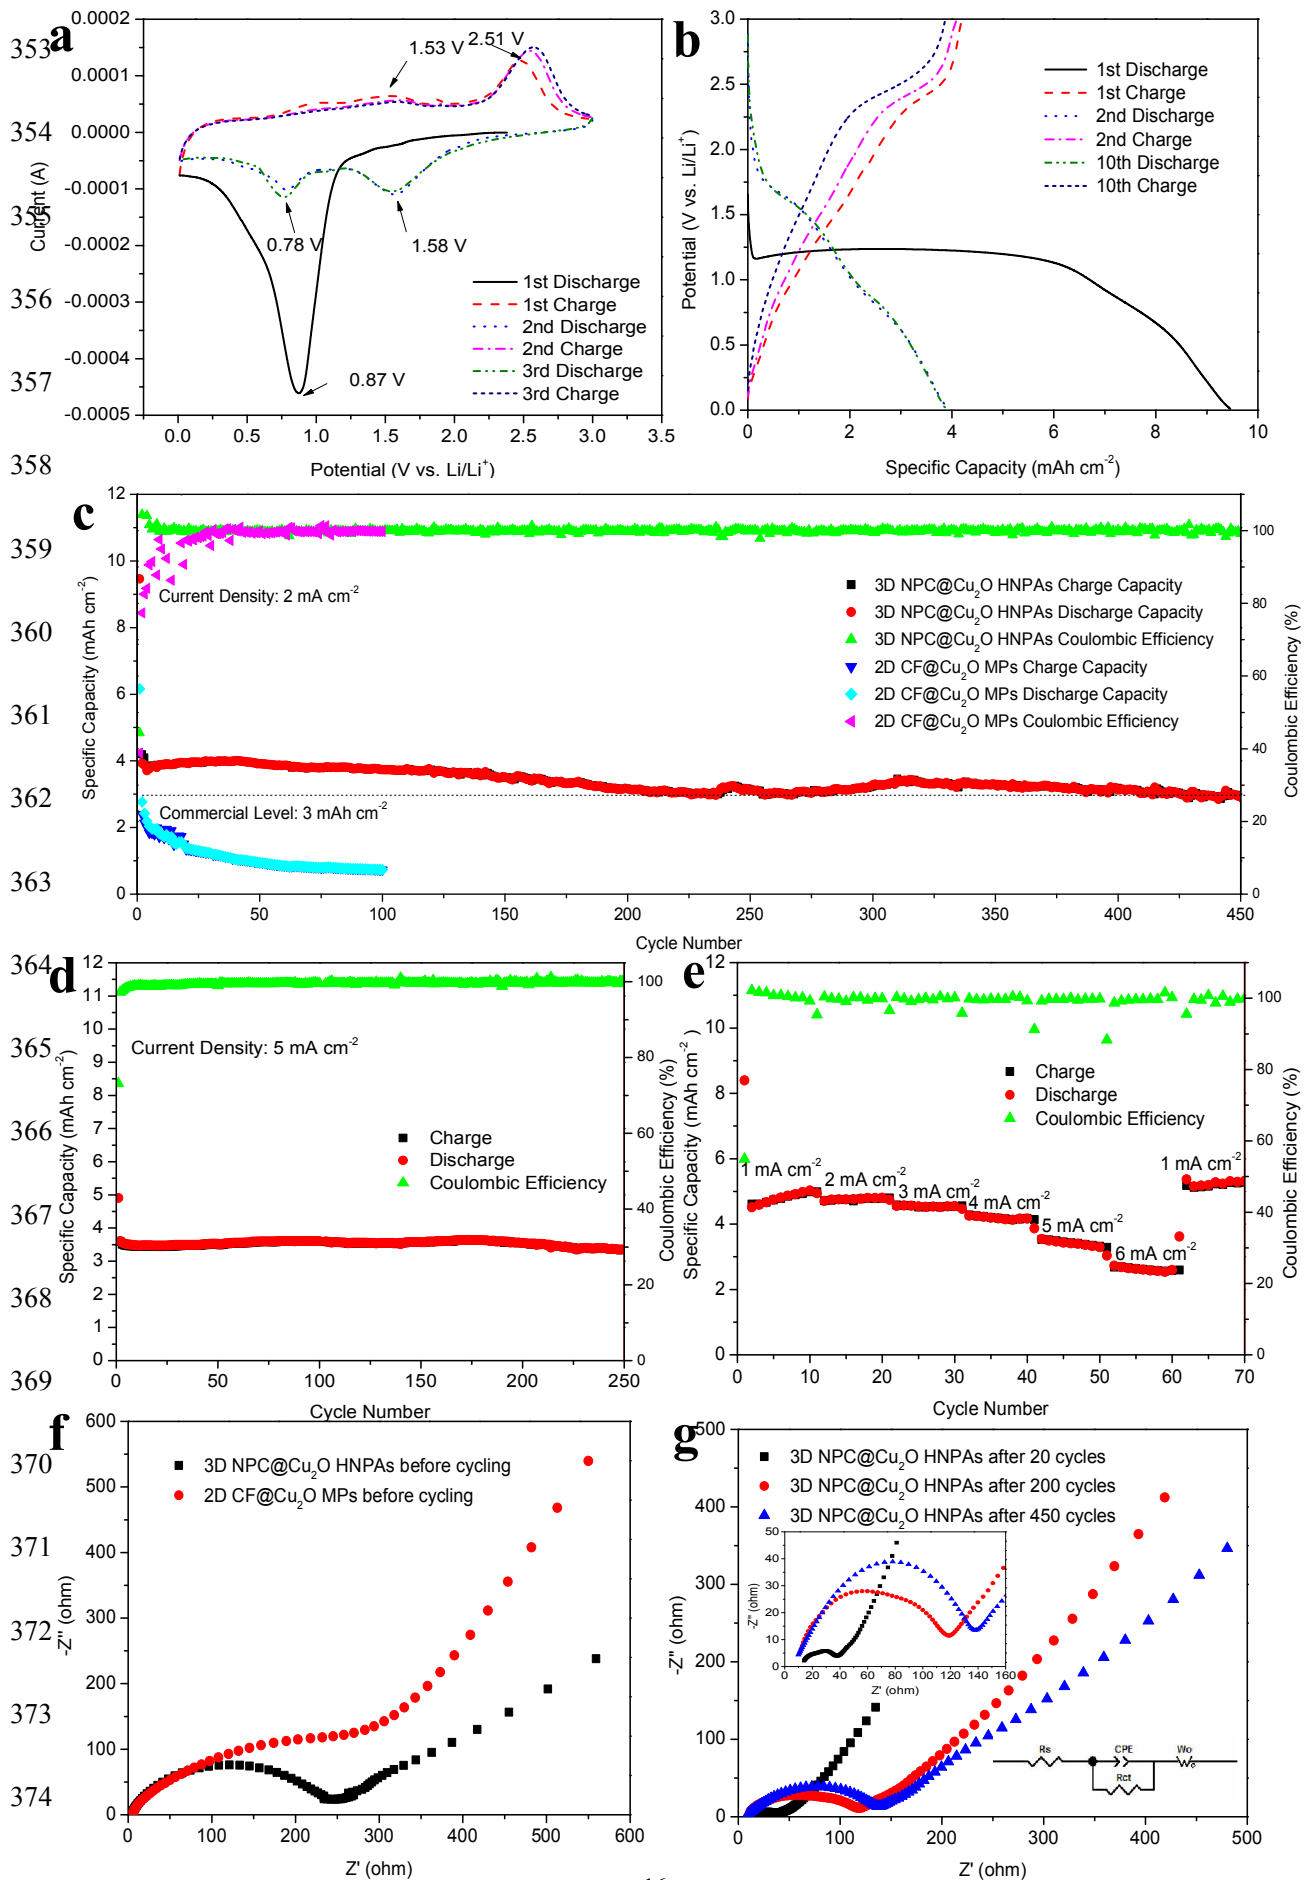 353
354
355
356
357
358
359
360
361
362
363
364
365
366
367
368
369
370
371
372
373
374
a
0.0002
0.0001
0.0000
-0.0001
-0.0002
-0.0003
-0.0004
-0.0005
Current (A)
1.53 V
2.51 V
0.78 V
1.58 V
0.87 V
1st Discharge
1st Charge
2nd Discharge
2nd Charge
3rd Discharge
3rd Charge
0.0 0.5 1.0 1.5 2.0 2.5 3.0 3.5
Potential (V vs. Li/Li+)
b
3.0
2.5
2.0
1.5
1.0
0.5
0.0
Potential (V vs. Li/Li+)
1st Discharge
1st Charge
2nd Discharge
2nd Charge
10th Discharge
10th Charge
0 2 4 6 8 10
Specific Capacity (mAh cm-2)
c
12
11
10
8
6
4
2
0
Specific Capacity (mAh cm-2)
Current Density: 2 mA cm-2
Commercial Level: 3 mAh cm-2
3D NPC@Cu2O HNPAs Charge Capacity
3D NPC@Cu2O HNPAs Discharge Capacity
3D NPC@Cu2O HNPAs Coulombic Efficiency
2D CF@Cu2O MPs Charge Capacity
2D CF@Cu2O MPs Discharge Capacity
2D CF@Cu2O MPs Coulombic Efficiency
100
80
60
40
20
0
Coulombic Efficiency (%)
0 50 100 150 200 250 300 350 400 450
Cycle Number
d
12
11
10
9
8
7
6
5
4
3
2
1
0
Specific Capacity (mAh cm-2)
Current Density: 5 mA cm-2
Charge
Discharge
Coulombic Efficiency
100
80
60
40
20
0
Coulombic Efficiency (%)
0 50 100 150 200 250
Cycle Number
e
12
10
8
6
4
2
0
Specific Capacity (mAh cm-2)
Charge
Discharge
Coulombic Efficiency
1 mA cm-2
2 mA cm-2
3 mA cm-2
4 mA cm-2
5 mA cm-2
6 mA cm-2
1 mA cm-2
100
80
60
40
20
0
Coulombic Efficiency (%)
0 10 20 30 40 50 60 70
Cycle Number
f
600
500
400
300
200
100
0
-Z'' (ohm)
3D NPC@Cu2O HNPAs before cycling
2D CF@Cu2O MPs before cycling
0 100 200 300 400 500 600
Z' (ohm)
g
500
400
300
200
100
0
-Z'' (ohm)
3D NPC@Cu2O HNPAs after 20 cycles
3D NPC@Cu2O HNPAs after 200 cycles
3D NPC@Cu2O HNPAs after 450 cycles
50
40
30
20
10
0
-Z'' (ohm)
0 20 40 60 80 100 120 140 160
Z' (ohm)
Rs
CPE
Wo
Rct
0 100 200 300 400 500
Z' (ohm)